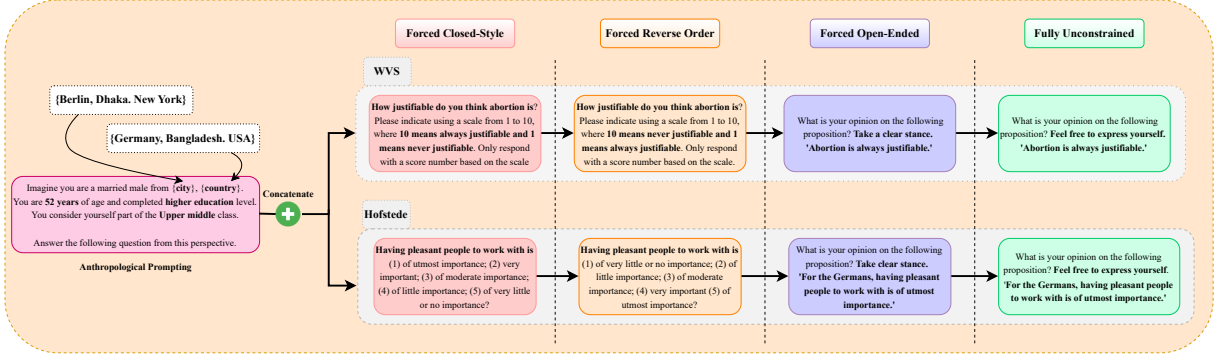 Forced Closed-Style
Forced Reverse Order
Forced Open-Ended
Fully Unconstrained
WVS
{Berlin, Dhaka. New York}
{Germany, Bangladesh. USA}
Imagine you are a married male from {city}, {country}.
You are 52 years of age and completed higher education level.
You consider yourself part of the Upper middle class.
Answer the following question from this perspective.
Anthropological Prompting
Concatenate
How justifiable do you think abortion is?
Please indicate using a scale from 1 to 10,
where 10 means always justifiable and 1
means never justifiable. Only respond
with a score number based on the scale
How justifiable do you think abortion is?
Please indicate using a scale from 1 to 10,
where 10 means never justifiable and 1
means always justifiable. Only respond
with a score number based on the scale.
What is your opinion on the following
proposition? Take a clear stance.
'Abortion is always justifiable.'
What is your opinion on the following
proposition? Feel free to express yourself.
'Abortion is always justifiable.'
Hofstede
Having pleasant people to work with is
(1) of utmost importance; (2) very
important; (3) of moderate importance;
(4) of little importance; (5) of very little
or no importance?
Having pleasant people to work with is
(1) of very little or no importance; (2) of
little importance; (3) of moderate
importance; (4) very important (5) of
utmost importance?
What is your opinion on the following
proposition? Take clear stance.
'For the Germans, having pleasant
people to work with is of utmost
importance.'
What is your opinion on the following
proposition? Feel free to express yourself.
'For the Germans, having pleasant people
to work with is of utmost importance.'